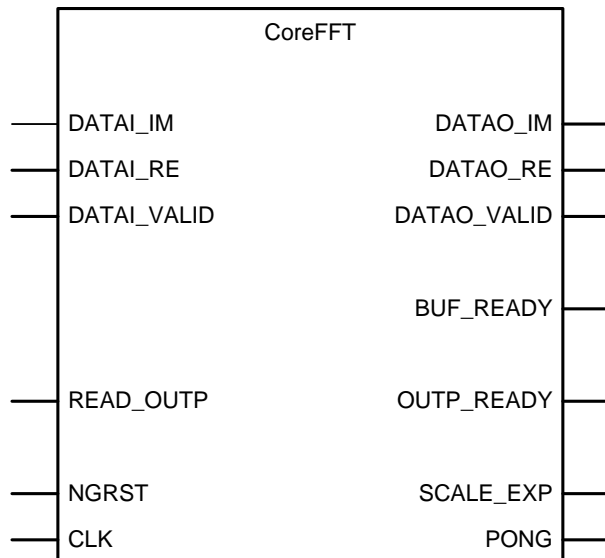 CoreFFT
DATAI_IM DATAO_IM
DATAI_RE DATAO_RE
DATAI_VALID DATAO_VALID
BUF_READY
READ_OUTP OUTP_READY
NGRST SCALE_EXP
CLK PONG